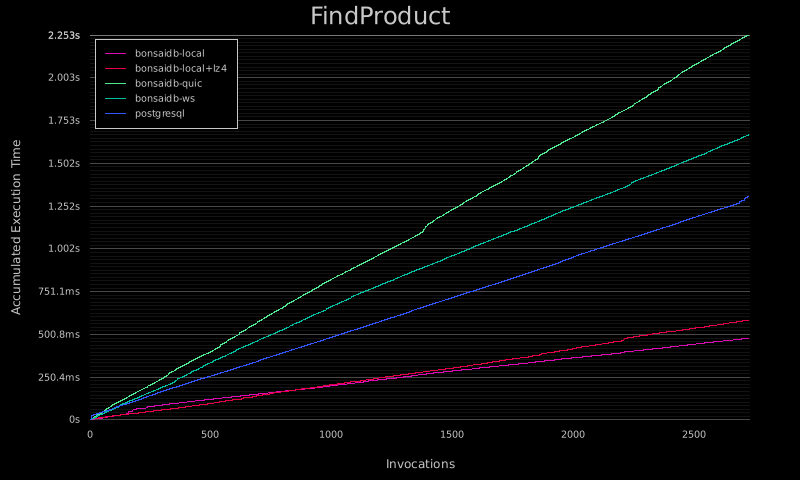 FindProduct
2.253s
2.003s
1.753s
1.502s
1.252s
1.002s
751.1ms
500.8ms
250.4ms
0s
Accumulated Execution Time
bonsaidb-local
bonsaidb-local+lz4
bonsaidb-quic
bonsaidb-ws
postgresql
0
500
1000
1500
2000
2500
Invocations